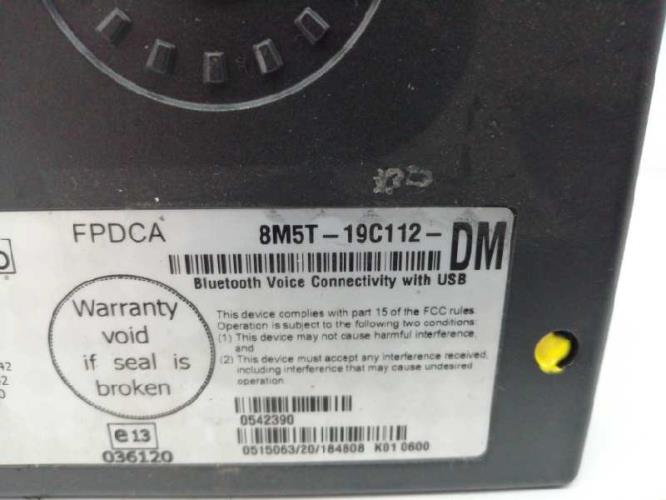 FPDCA
8M5T-19C112-DM
Bluetooth Voice Connectivity with USB
Warranty
void
if seal is
broken
This device complies with part 15 of the FCC rules
Operation is subject to the following two conditions:
(1) This device may not cause harmful interference,
and
(2) This device must accept any interference received,
including interference that may cause undesired
operation.
42
0542390
e13
036120
0515063/20/184808 K01 0600